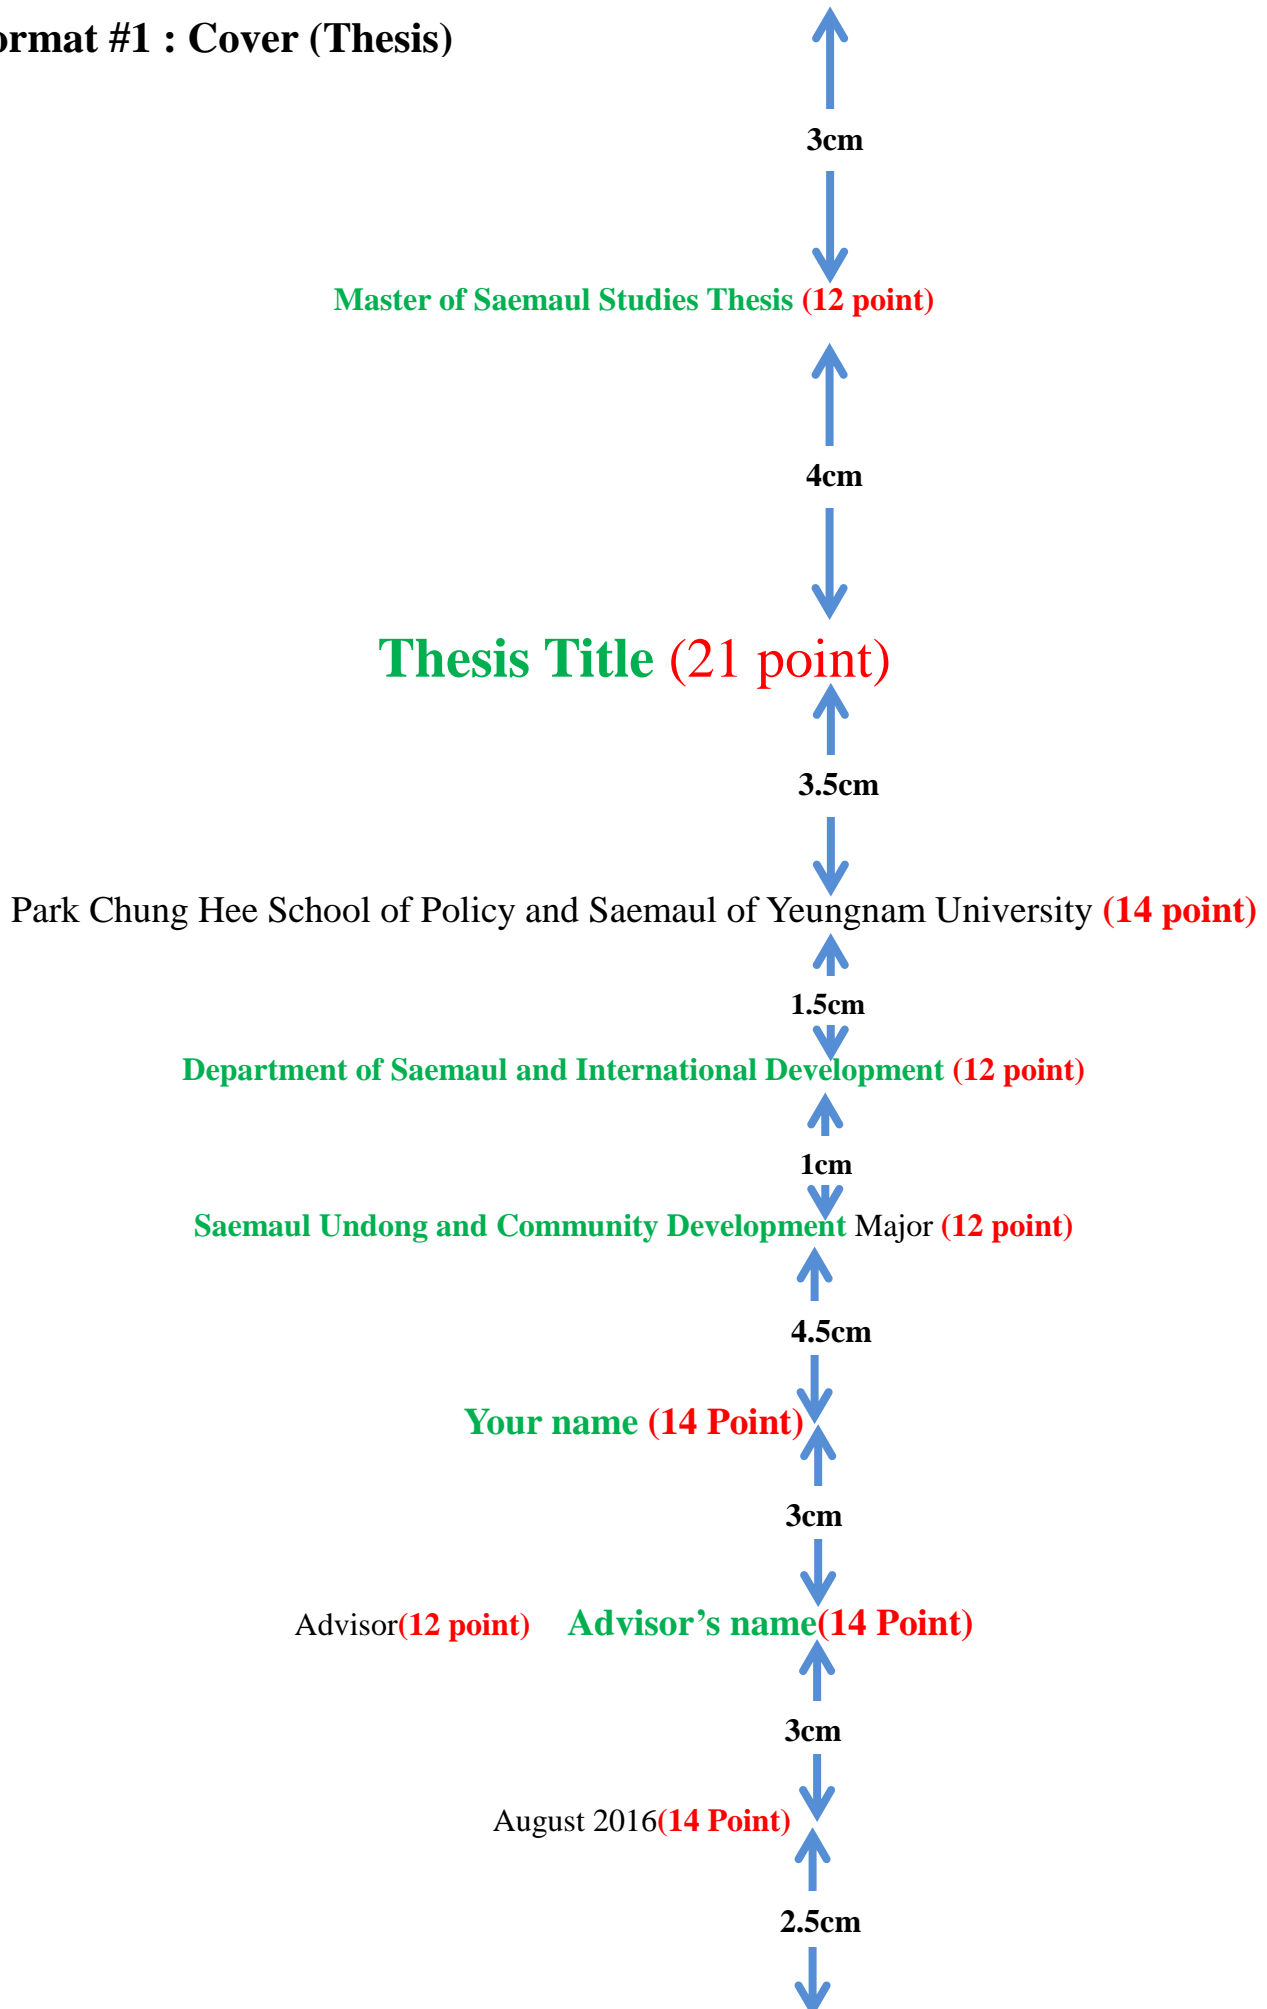 ormat #1 : Cover (Thesis)
3cm
Master of Saemaul Studies Thesis (12 point)
4cm
Thesis Title (21 point)
3.5cm
Park Chung Hee School of Policy and Saemaul of Yeungnam University (14 point)
1.5cm
Department of Saemaul and International Development (12 point)
1cm
Saemaul Undong and Community Development Major (12 point)
4.5cm
Your name (14 Point)
3cm
Advisor(12 point) Advisor’s name(14 Point)
3cm
August 2016(14 Point)
2.5cm